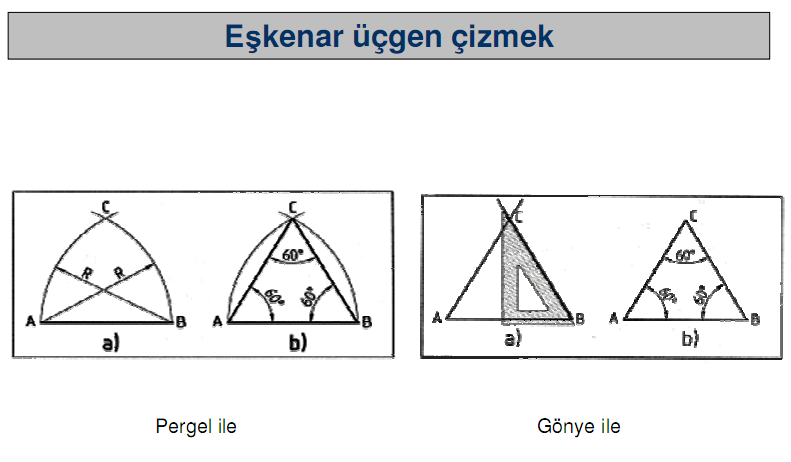 Eşkenar üçgen çizmek
C
R R
A B
a)
C
60°
60° 60°
A B
b)
C
A B
a)
C
60°
60° 60°
A B
b)
Pergel ile
Gönye ile